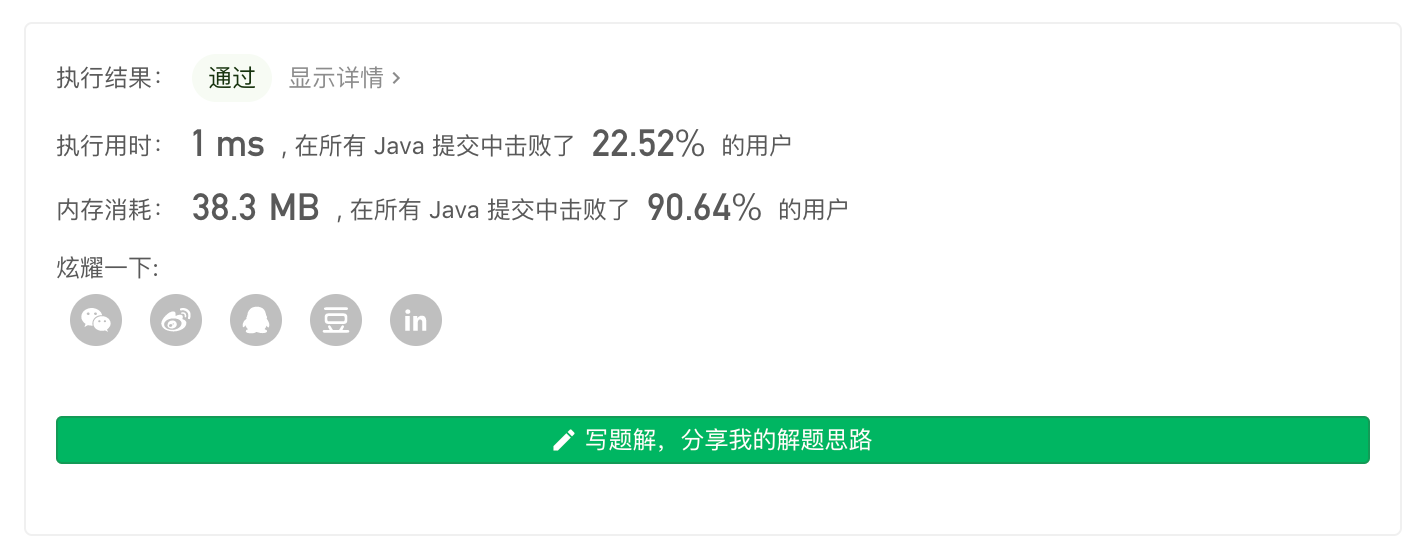 执行结果： 通过 显示详情 >
执行用时： 1 ms , 在所有 Java 提交中击败了 22.52% 的用户
内存消耗： 38.3 MB , 在所有 Java 提交中击败了 90.64% 的用户
炫耀一下:
豆 in
写题解，分享我的解题思路